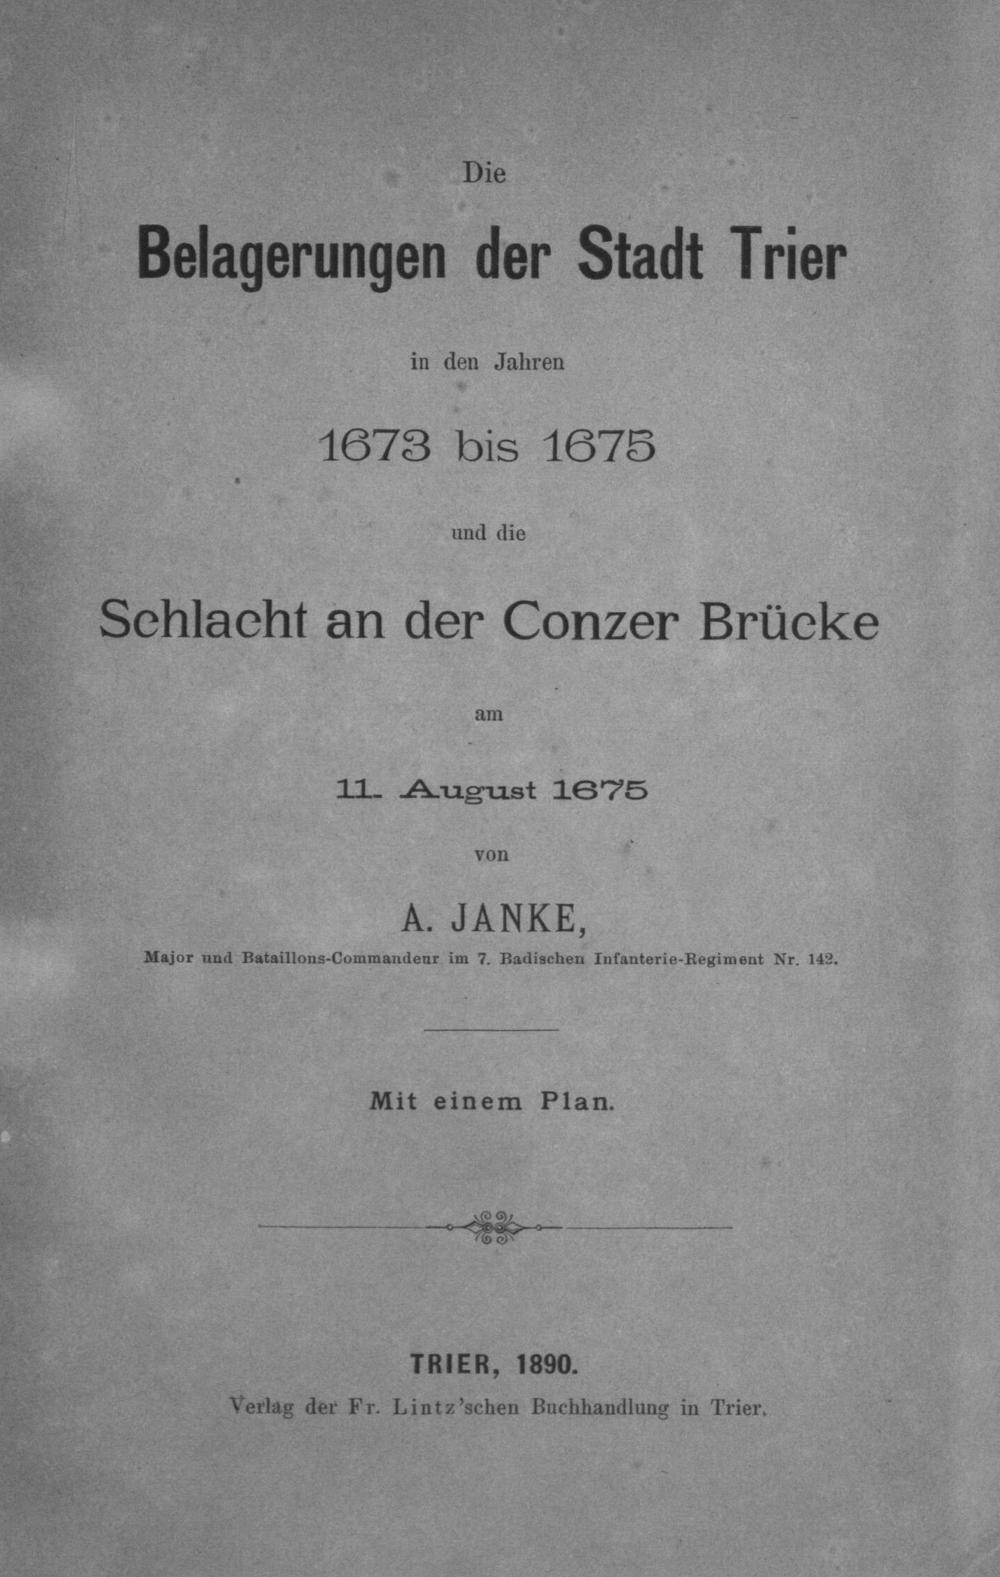 Die
Belagerungen der Stadt Trier
in den Jahren
1673 bis 1675
und die
Schlacht an der Conzer Brücke
am
11. August 1675
von
A. JANKE,
Major und Bataillons-Commandeur im 7. Badischen Infanterie-Regiment Nr. 142.
Mit einem Plan.
TRIER, 1890.
Verlag der Fr. Lintz'schen Buchhandlung in Trier.